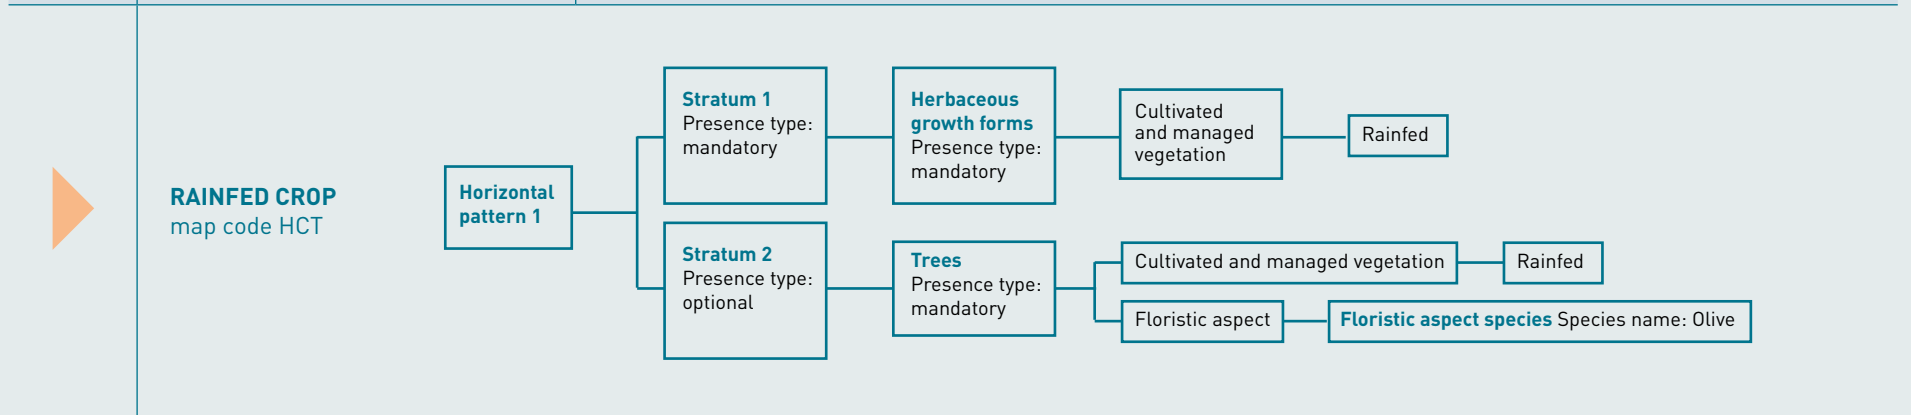 RAINFED CROP
map code HCT
Horizontal
pattern 1
Stratum 1
Presence type:
mandatory
Herbaceous
growth forms
Presence type:
mandatory
Cultivated
and managed
vegetation
Rainfed
Stratum 2
Presence type:
optional
Trees
Presence type:
mandatory
Cultivated and managed vegetation
Rainfed
Floristic aspect
Floristic aspect species Species name: Olive